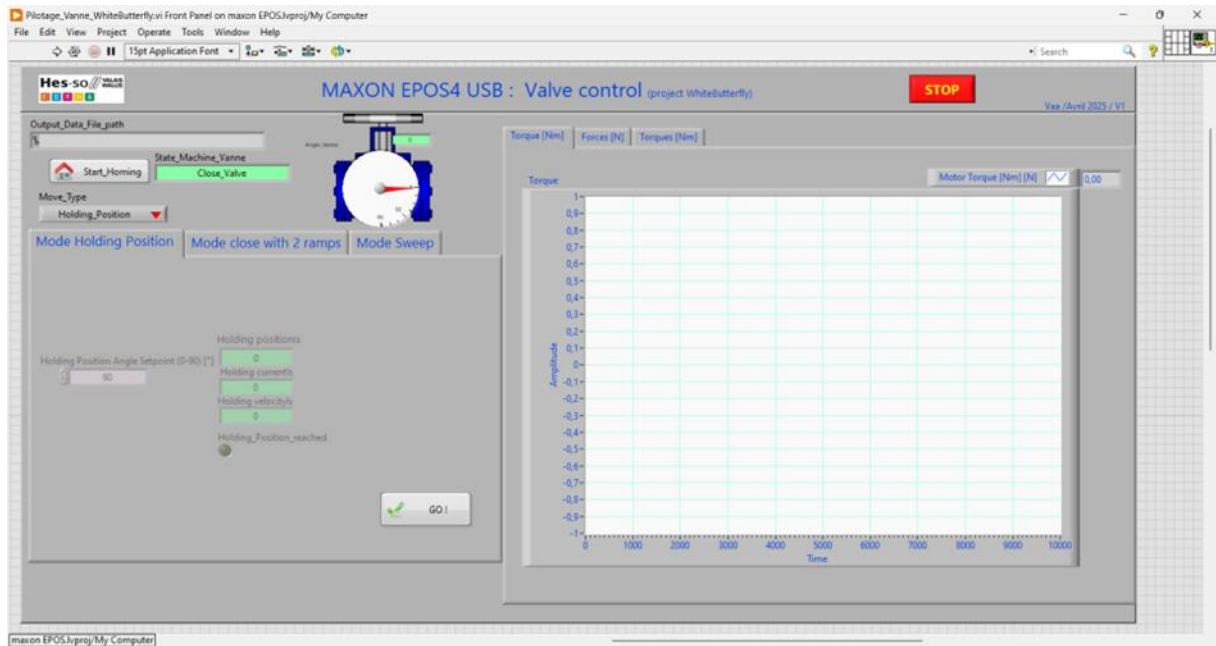 Pilotage_Vanne_WhiteButterfly.vi Front Panel on maxon EPOS.lvproj/My Computer
File Edit View Project Operate Tools Window Help
15pt Application Font
Search
Hes·so// VALAIS WALLIS
MAXON EPOS4 USB : Valve control (project WhiteButterfly)
STOP
Vaa /Avril 2025 / V1
Output_Data_File_path
State_Machine_Vanne
Start_Homing
Close_Valve
Move_Type
Holding_Position
0
Mode Holding Position
Mode close with 2 ramps
Mode Sweep
Holding positionis
Holding Position Angle Setpoint (0-90) [°]
0
90
Holding currentIs
0
Holding velocityIs
0
Holding_Position_reached
GO !
Torque [Nm]
Forces [N]
Torques [Nm]
Torque
Motor Torque [Nm] [N]
0,00
1
0,9
0,8
0,7
0,6
0,5
0,4
0,3
0,2
0,1
0
-0,1
-0,2
-0,3
-0,4
-0,5
-0,6
-0,7
-0,8
-0,9
-1
Amplitude
0 1000 2000 3000 4000 5000 6000 7000 8000 9000 10000
Time
maxon EPOS.lvproj/My Computer